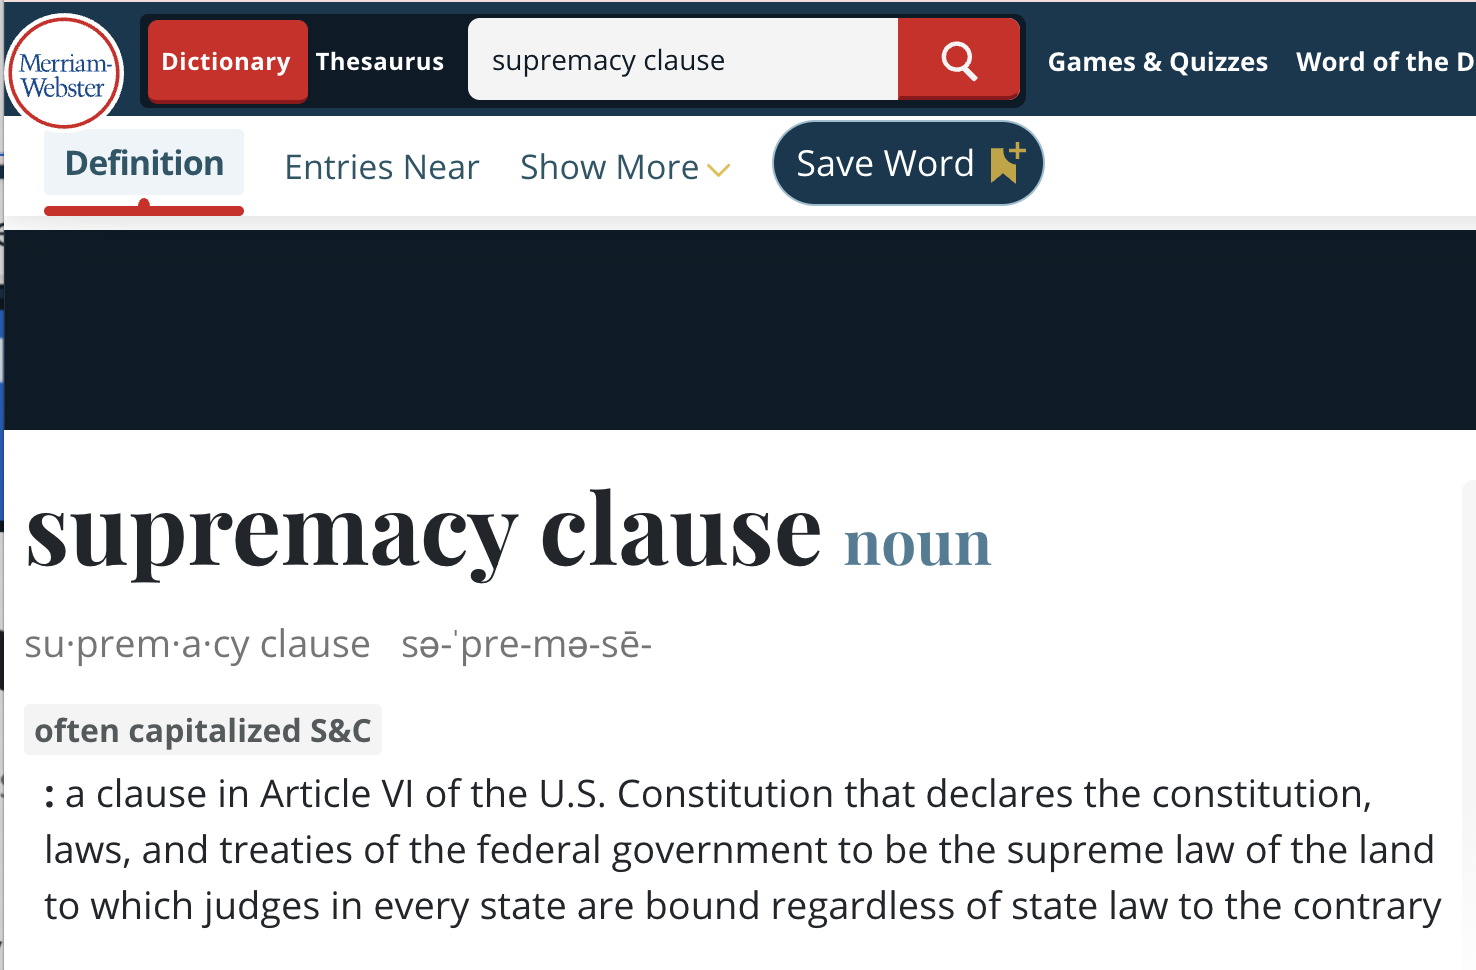 Merriam-
Webster
Dictionary Thesaurus supremacy clause Games & Quizzes Word of the D
Definition Entries Near Show More Save Word
supremacy clause noun
su·prem·a·cy clause sə-ˈpre-mə-sē-
often capitalized S&C
: a clause in Article VI of the U.S. Constitution that declares the constitution,
laws, and treaties of the federal government to be the supreme law of the land
to which judges in every state are bound regardless of state law to the contrary